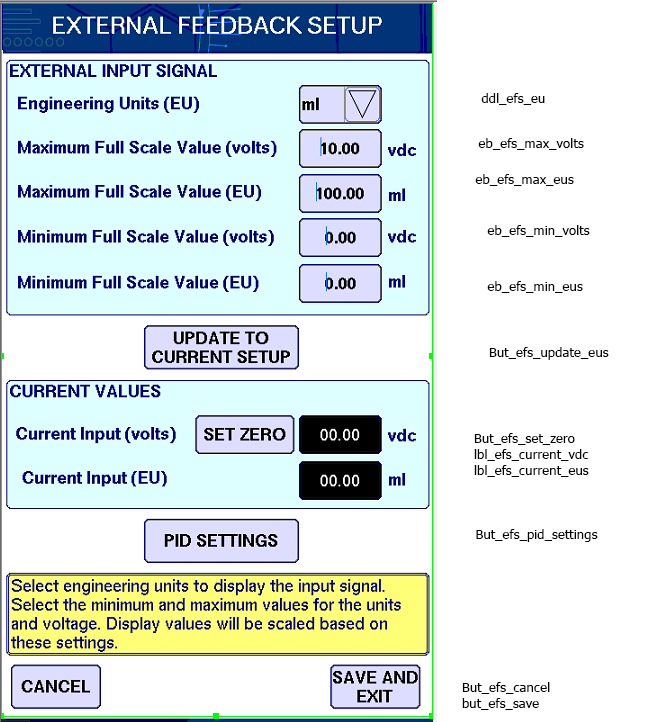 EXTERNAL FEEDBACK SETUP
EXTERNAL INPUT SIGNAL
Engineering Units (EU) ml ddl_efs_eu
Maximum Full Scale Value (volts) 10.00 vdc eb_efs_max_volts
Maximum Full Scale Value (EU) 100.00 ml eb_efs_max_eus
Minimum Full Scale Value (volts) 0.00 vdc eb_efs_min_volts
Minimum Full Scale Value (EU) 0.00 ml eb_efs_min_eus
UPDATE TO
CURRENT SETUP But_efs_update_eus
CURRENT VALUES
Current Input (volts) SET ZERO 00.00 vdc But_efs_set_zero
lbl_efs_current_vdc
Current Input (EU) 00.00 ml lbl_efs_current_eus
PID SETTINGS But_efs_pid_settings
Select engineering units to display the input signal.
Select the minimum and maximum values for the units
and voltage. Display values will be scaled based on
these settings.
CANCEL SAVE AND
EXIT
But_efs_cancel
but_efs_save